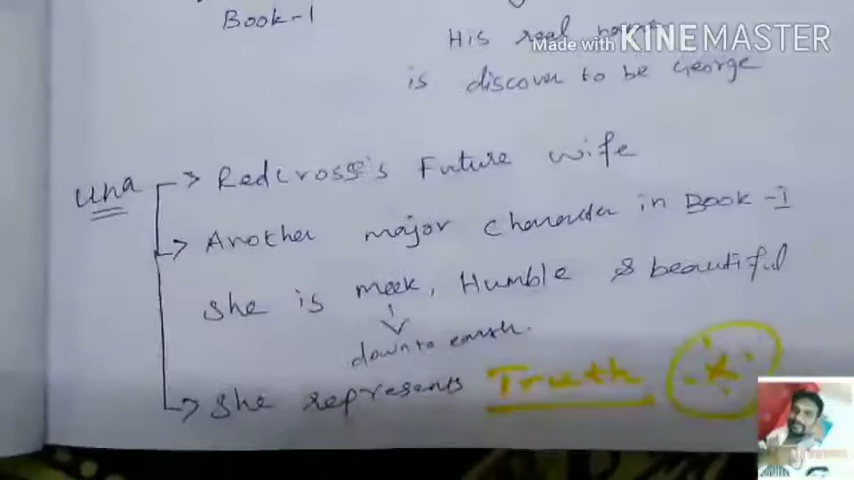 Book-1
His real name
Made with KINEMASTER
is discover to be George
Una → Redcross's Future wife
→ Another major character in Book-1
she is meek, Humble & beautiful
down to earth.
→ she represents Truth